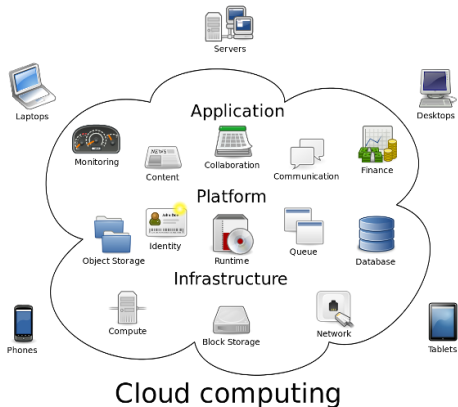 Servers
Laptops
Desktops
Application
Monitoring
NEWS
Content
Collaboration
Communication
Finance
Platform
Object Storage
Identity
Runtime
Queue
Database
Infrastructure
Compute
Block Storage
Network
Phones
Tablets
Cloud computing